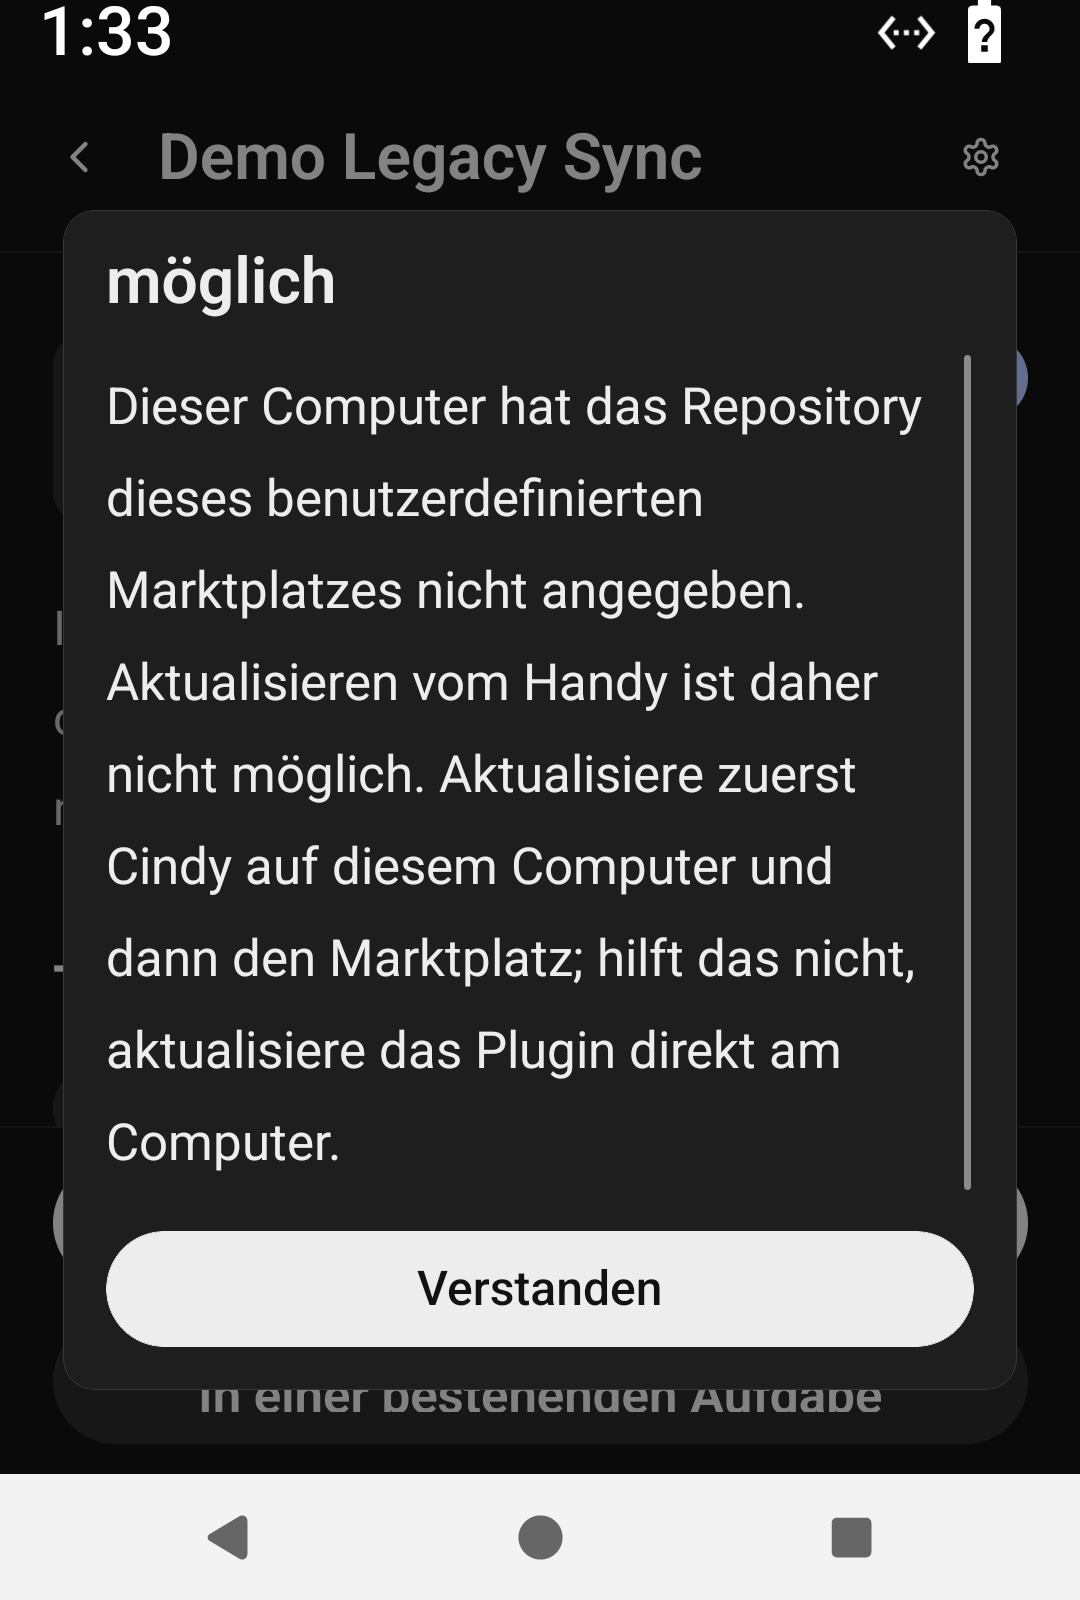 1:33
?
Demo Legacy Sync
möglich
Dieser Computer hat das Repository
dieses benutzerdefinierten
Marktplatzes nicht angegeben.
Aktualisieren vom Handy ist daher
nicht möglich. Aktualisiere zuerst
Cindy auf diesem Computer und
dann den Marktplatz; hilft das nicht,
aktualisiere das Plugin direkt am
Computer.
Verstanden
In einer bestehenden Aufgabe